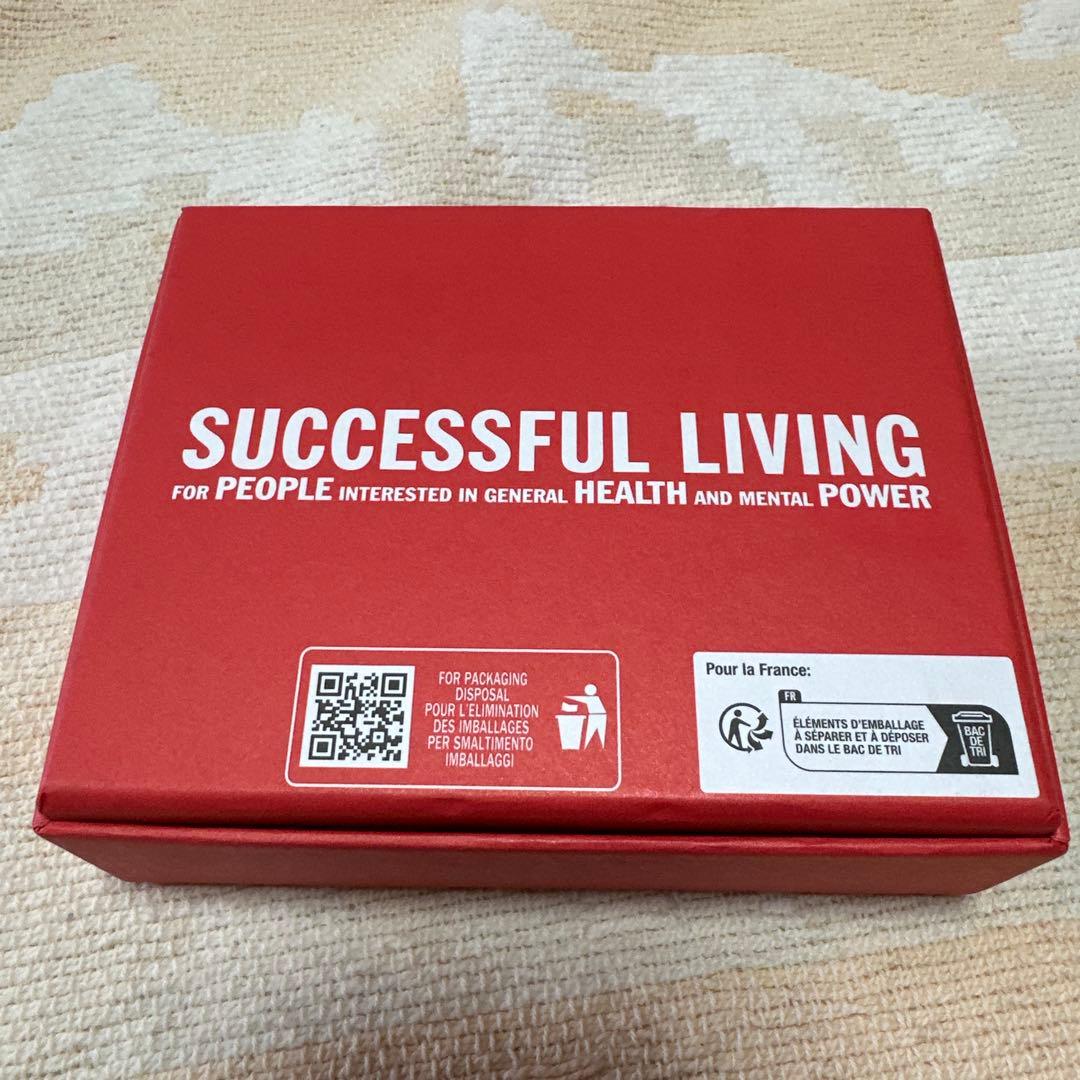 SUCCESSFUL LIVING
FOR PEOPLE INTERESTED IN GENERAL HEALTH AND MENTAL POWER
FOR PACKAGING
DISPOSAL
POUR L'ELIMINATION
DES IMBALLAGES
PER SMALTIMENTO
IMBALLAGGI
Pour la France:
FR
ÉLÉMENTS D'EMBALLAGE
À SÉPARER ET À DÉPOSER
DANS LE BAC DE TRI
BAC
DE
TRI